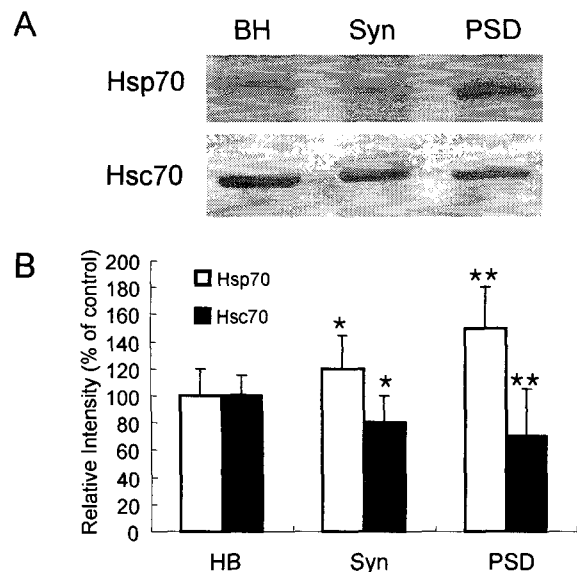 A
BH Syn PSD
Hsp70
Hsc70
B
Relative Intensity (% of control)
200
180
160
140
120
100
80
60
40
20
0
Hsp70
Hsc70
*
*
**
**
HB Syn PSD